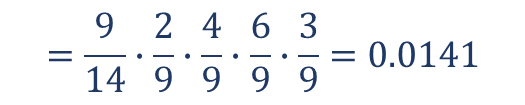 = 9/14 · 2/9 · 4/9 · 6/9 · 3/9 = 0.0141